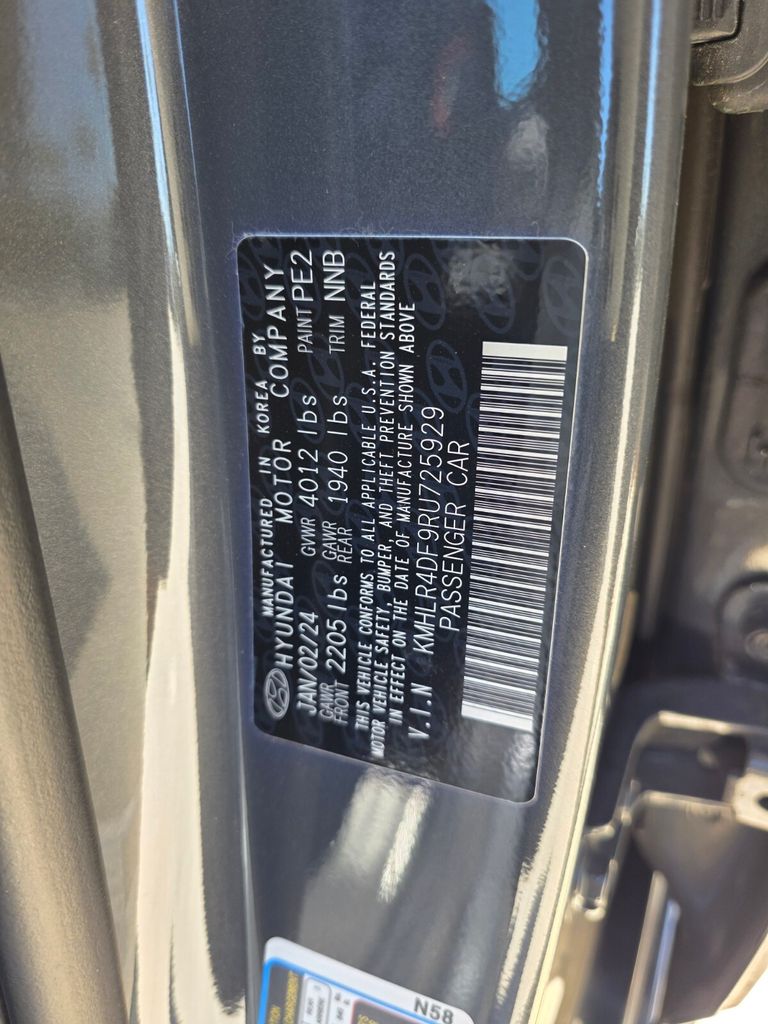 MANUFACTURED IN KOREA BY
HYUNDAI MOTOR COMPANY
JAN/02/24 GVWR 4012 lbs PAINT PE2
GAWR FRONT 2205 lbs GAWR REAR 1940 lbs TRIM NNB
THIS VEHICLE CONFORMS TO ALL APPLICABLE U.S.A. FEDERAL
MOTOR VEHICLE SAFETY, BUMPER, AND THEFT PREVENTION STANDARDS
IN EFFECT ON THE DATE OF MANUFACTURE SHOWN ABOVE
V.I.N KMHLR4DF9RU725929
PASSENGER CAR
N58